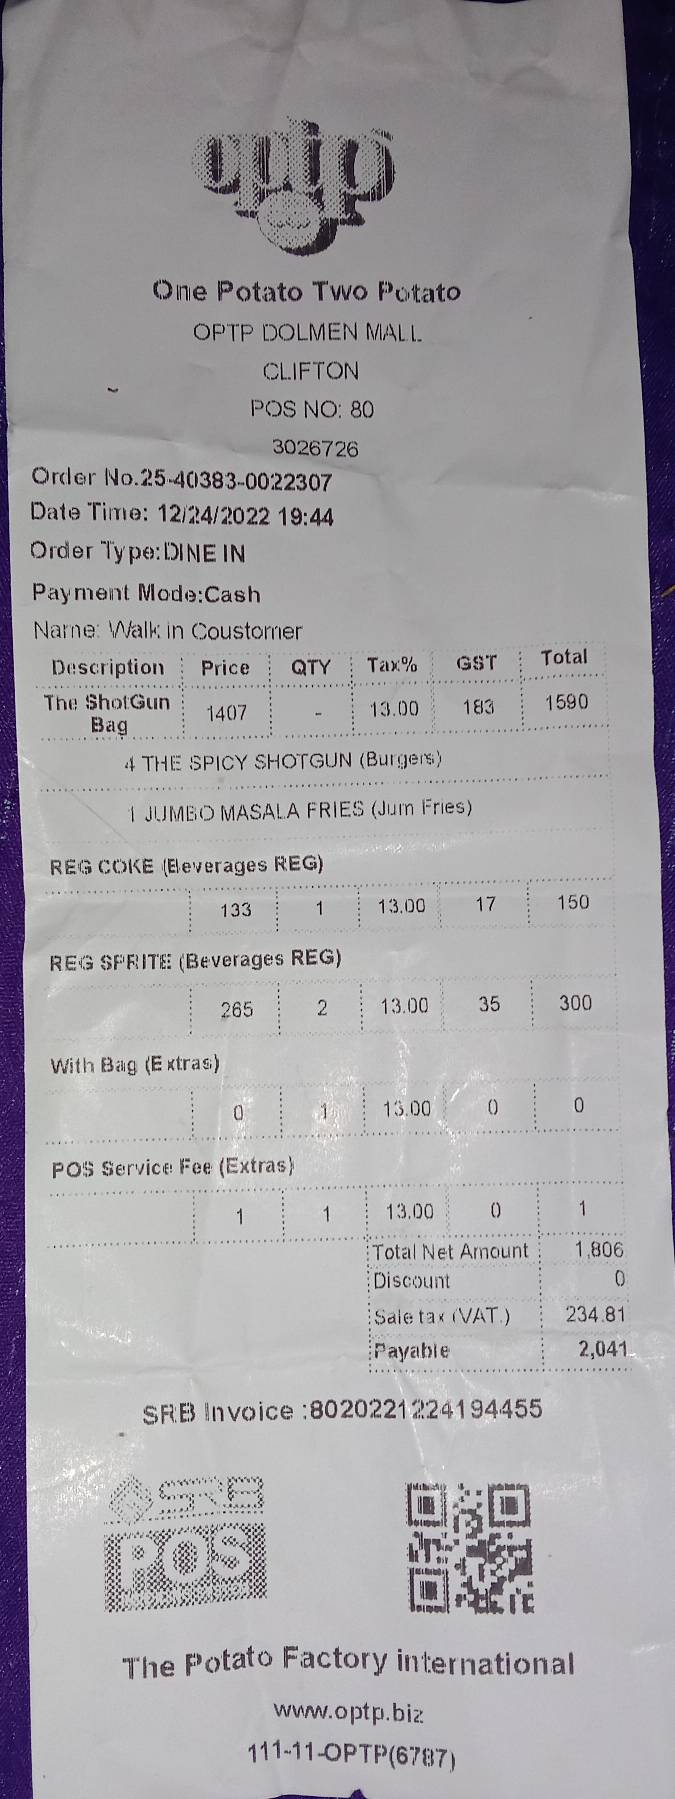 optp
One Potato Two Potato
OPTP DOLMEN MALL
CLIFTON
POS NO: 80
3026726
Order No.25-40383-0022307
Date Time: 12/24/2022 19:44
Order Type:DINE IN
Payment Mode:Cash
Name: Walk in Coustomer
Description Price QTY Tax% GST Total
The ShotGun Bag 1407 - 13.00 183 1590
4 THE SPICY SHOTGUN (Burgers)
1 JUMBO MASALA FRIES (Jum Fries)
REG COKE (Beverages REG)
133 1 13.00 17 150
REG SPRITE (Beverages REG)
265 2 13.00 35 300
With Bag (Extras)
0 1 13.00 0 0
POS Service Fee (Extras)
1 1 13.00 0 1
Total Net Amount 1,806
Discount 0
Sale tax (VAT.) 234.81
Payable 2,041
SRB Invoice :8020221224194455
SRB
POS
The Potato Factory international
www.optp.biz
111-11-OPTP(6787)